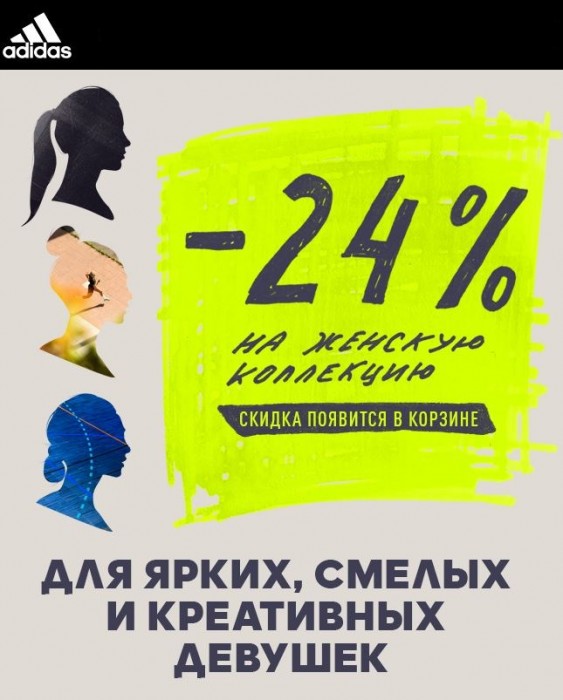 adidas
-24%
НА ЖЕНСКУЮ
КОЛЛЕКЦИЮ
СКИДКА ПОЯВИТСЯ В КОРЗИНЕ
ДЛЯ ЯРКИХ, СМЕЛЫХ
И КРЕАТИВНЫХ
ДЕВУШЕК